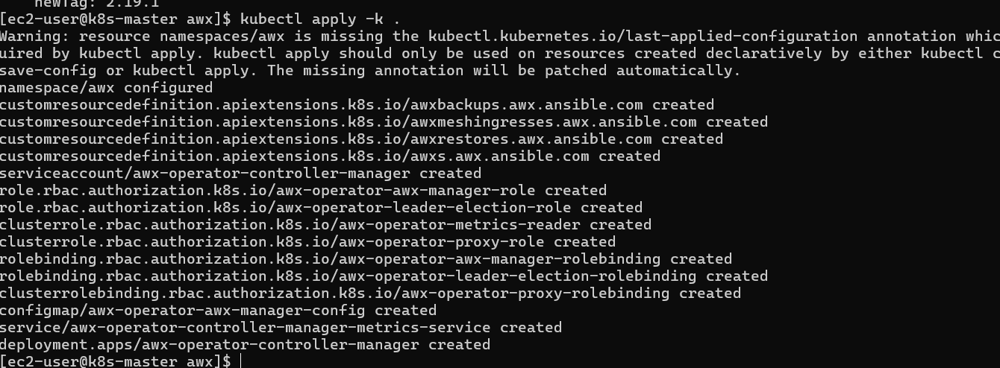 newTag: 2.19.1
[ec2-user@k8s-master awx]$ kubectl apply -k .
Warning: resource namespaces/awx is missing the kubectl.kubernetes.io/last-applied-configuration annotation whic
uired by kubectl apply. kubectl apply should only be used on resources created declaratively by either kubectl c
save-config or kubectl apply. The missing annotation will be patched automatically.
namespace/awx configured
customresourcedefinition.apiextensions.k8s.io/awxbackups.awx.ansible.com created
customresourcedefinition.apiextensions.k8s.io/awxmeshingresses.awx.ansible.com created
customresourcedefinition.apiextensions.k8s.io/awxrestores.awx.ansible.com created
customresourcedefinition.apiextensions.k8s.io/awxs.awx.ansible.com created
serviceaccount/awx-operator-controller-manager created
role.rbac.authorization.k8s.io/awx-operator-awx-manager-role created
role.rbac.authorization.k8s.io/awx-operator-leader-election-role created
clusterrole.rbac.authorization.k8s.io/awx-operator-metrics-reader created
clusterrole.rbac.authorization.k8s.io/awx-operator-proxy-role created
rolebinding.rbac.authorization.k8s.io/awx-operator-awx-manager-rolebinding created
rolebinding.rbac.authorization.k8s.io/awx-operator-leader-election-rolebinding created
clusterrolebinding.rbac.authorization.k8s.io/awx-operator-proxy-rolebinding created
configmap/awx-operator-awx-manager-config created
service/awx-operator-controller-manager-metrics-service created
deployment.apps/awx-operator-controller-manager created
[ec2-user@k8s-master awx]$